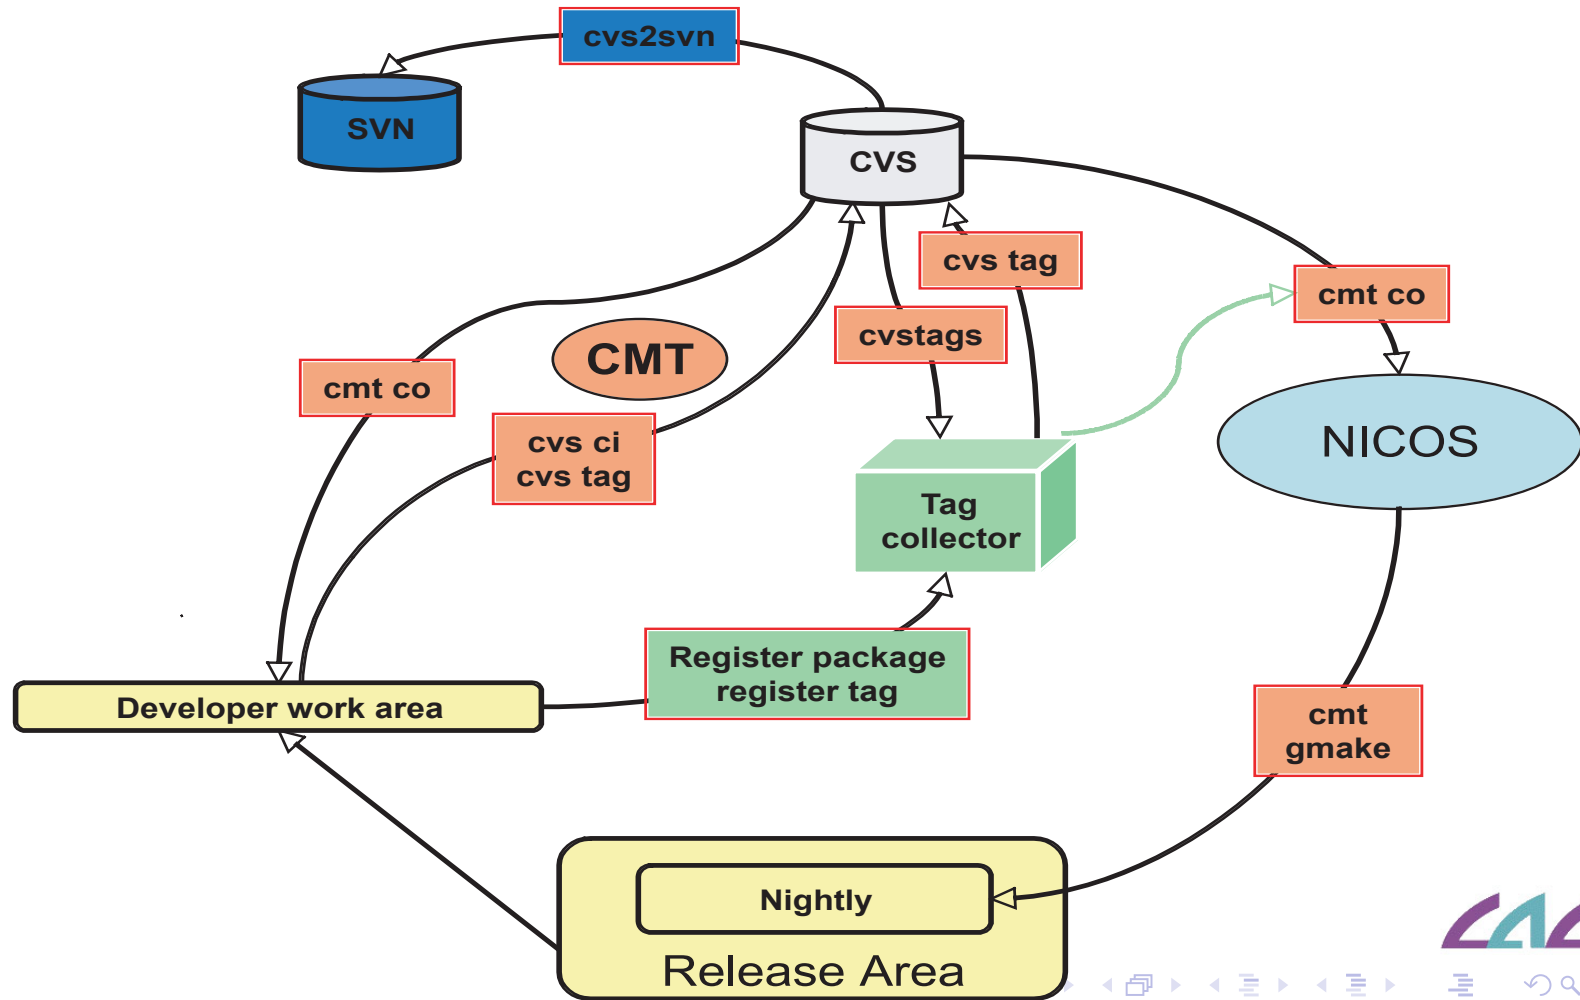 cvs2svn
SVN
CVS
cvs tag
cmt co
cvstags
CMT
cmt co
cvs ci
cvs tag
NICOS
Tag
collector
Register package
register tag
Developer work area
cmt
gmake
Nightly
Release Area